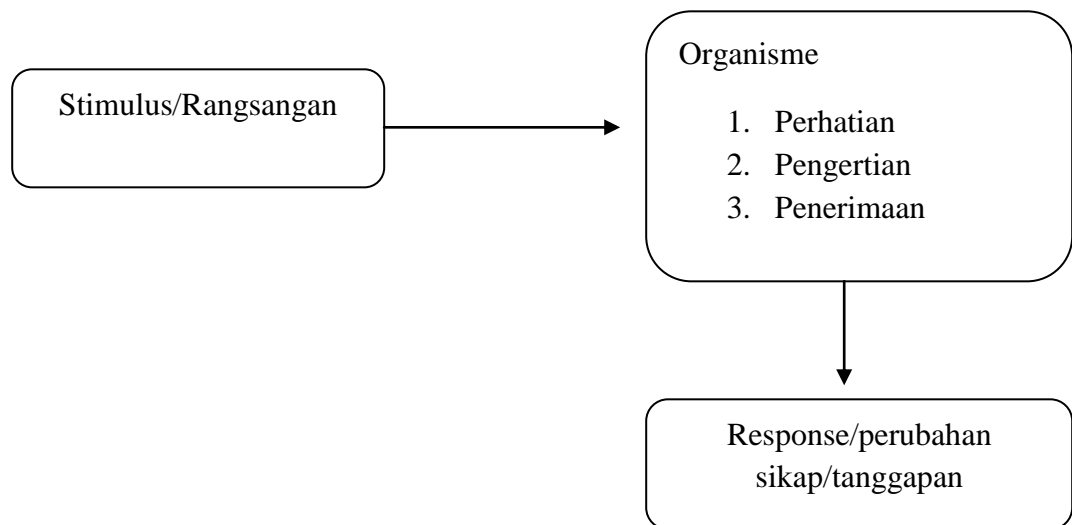 Stimulus/Rangsangan
Organisme
1. Perhatian
2. Pengertian
3. Penerimaan
Response/perubahan
sikap/tanggapan